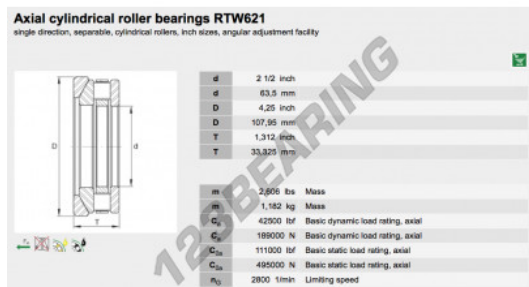 Axial cylindrical roller bearings RTW621
single direction, separable, cylindrical rollers, inch sizes, angular adjustment facility
d 2 1/2 inch
d 63,5 mm
D 4,25 inch
D 107,95 mm
T 1,312 inch
T 33,325 mm
D
d
T
m 2,606 lbs Mass
m 1,182 kg Mass
Ca 42500 lbf Basic dynamic load rating, axial
Ca 189000 N Basic dynamic load rating, axial
C0a 111000 lbf Basic static load rating, axial
C0a 495000 N Basic static load rating, axial
nG 2800 1/min Limiting speed
123BEARING